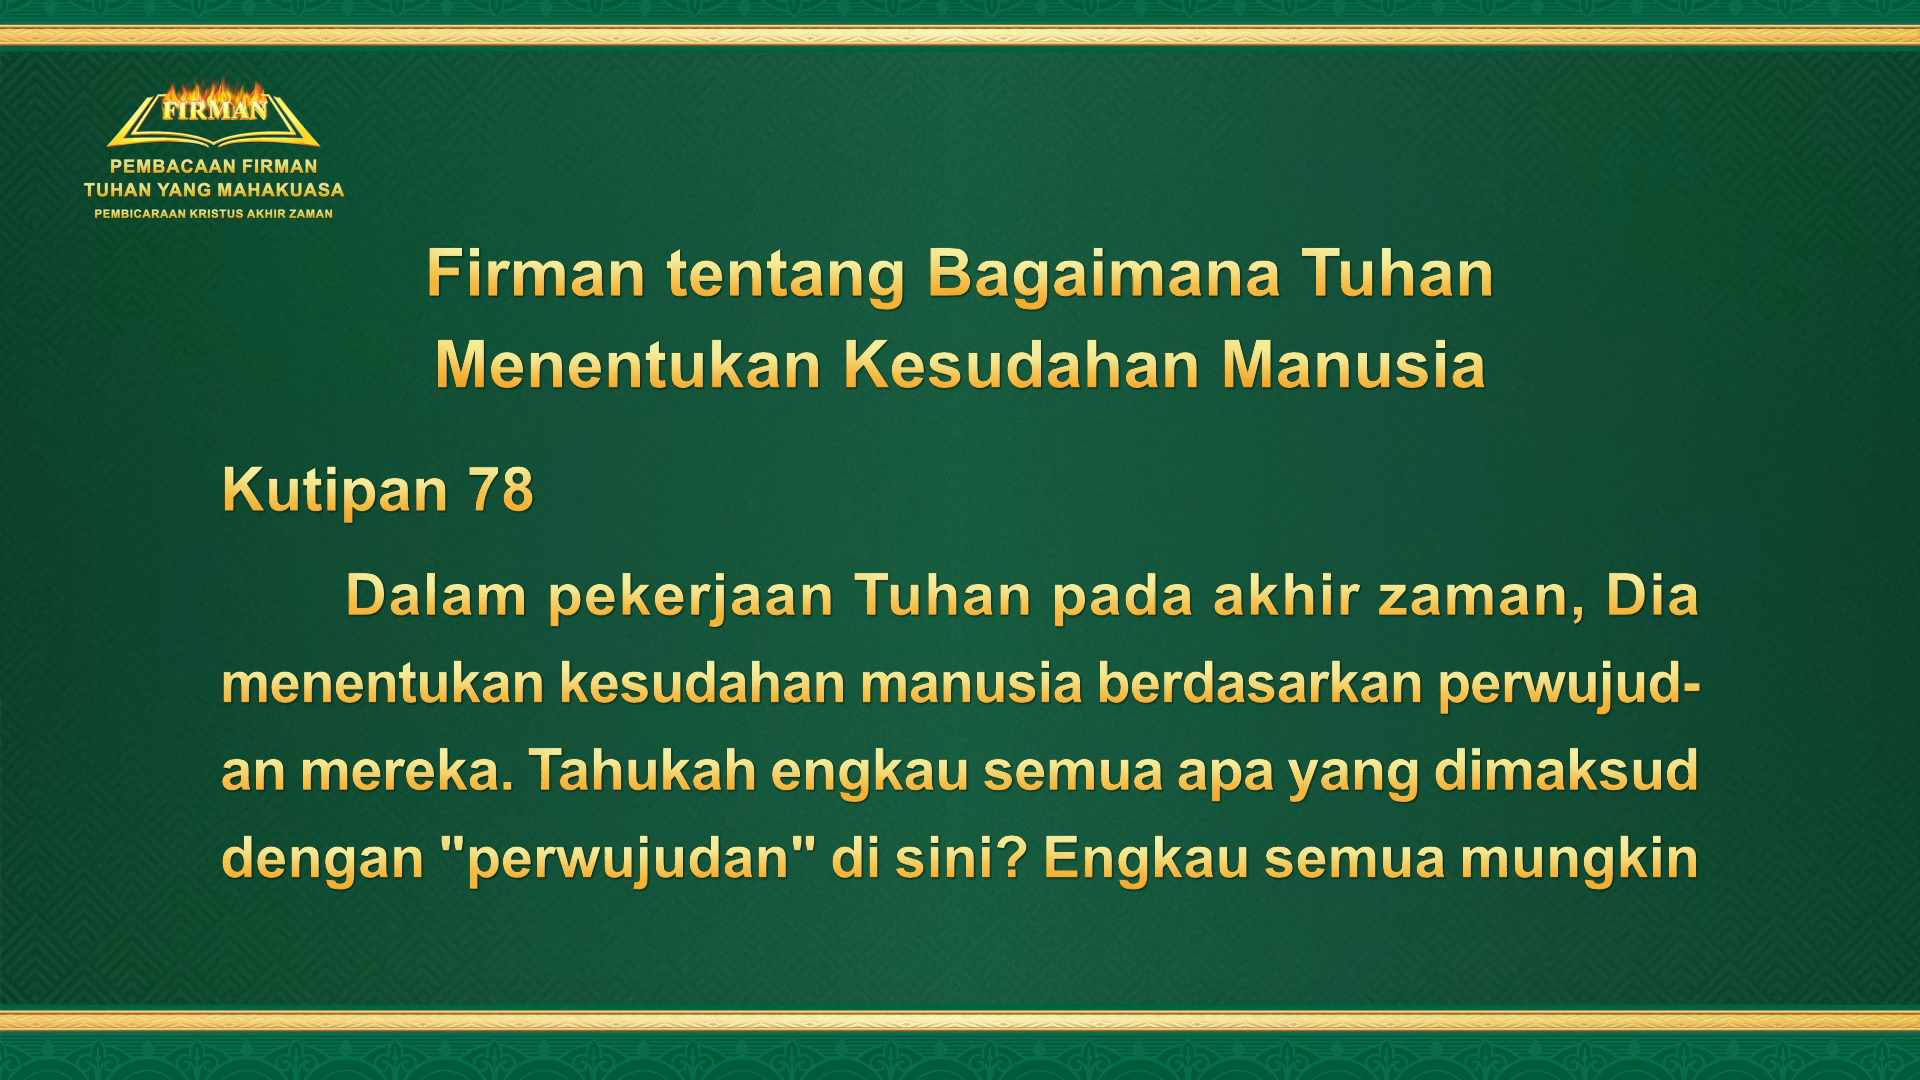 FIRMAN
PEMBACAAN FIRMAN
TUHAN YANG MAHAKUASA
PEMBICARAAN KRISTUS AKHIR ZAMAN
Firman tentang Bagaimana Tuhan
Menentukan Kesudahan Manusia
Kutipan 78
Dalam pekerjaan Tuhan pada akhir zaman, Dia
menentukan kesudahan manusia berdasarkan perwujud-
an mereka. Tahukah engkau semua apa yang dimaksud
dengan "perwujudan" di sini? Engkau semua mungkin